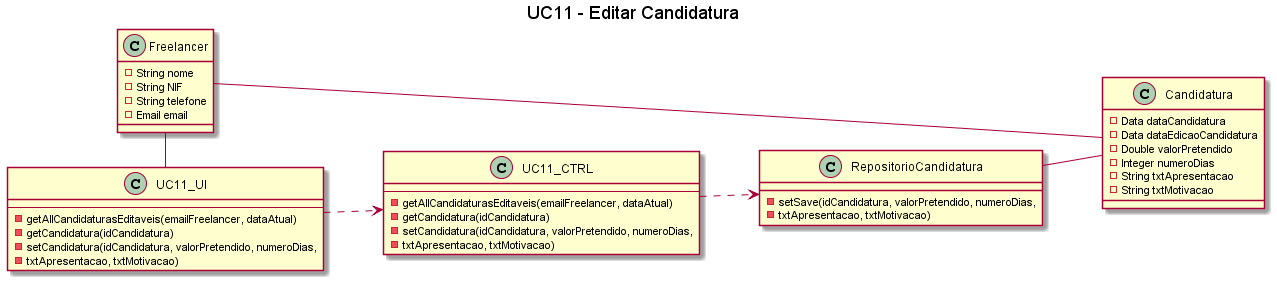 UC11 - Editar Candidatura
C Freelancer
String nome
String NIF
String telefone
Email email
C UC11_UI
getAllCandidaturasEditaveis(emailFreelancer, dataAtual)
getCandidatura(idCandidatura)
setCandidatura(idCandidatura, valorPretendido, numeroDias,
txtApresentacao, txtMotivacao)
C UC11_CTRL
getAllCandidaturasEditaveis(emailFreelancer, dataAtual)
getCandidatura(idCandidatura)
setCandidatura(idCandidatura, valorPretendido, numeroDias,
txtApresentacao, txtMotivacao)
C RepositorioCandidatura
setSave(idCandidatura, valorPretendido, numeroDias,
txtApresentacao, txtMotivacao)
C Candidatura
Data dataCandidatura
Data dataEdicaoCandidatura
Double valorPretendido
Integer numeroDias
String txtApresentacao
String txtMotivacao